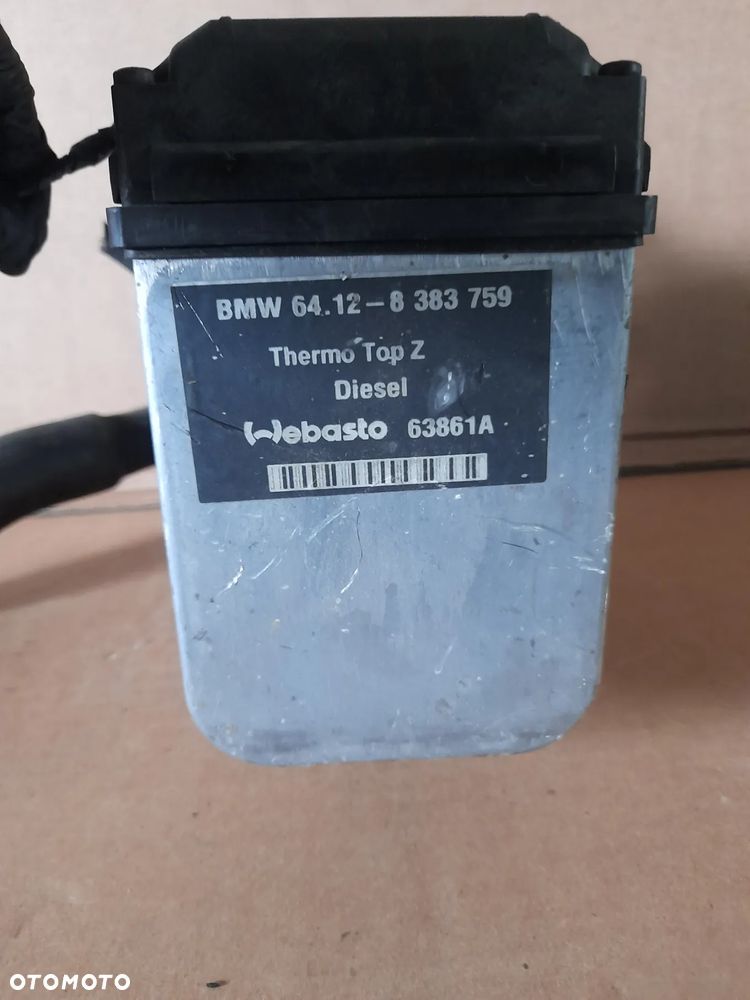 BMW 64.12-8 383 759
Thermo Top Z
Diesel
Webasto 63861A
OTOMOTO